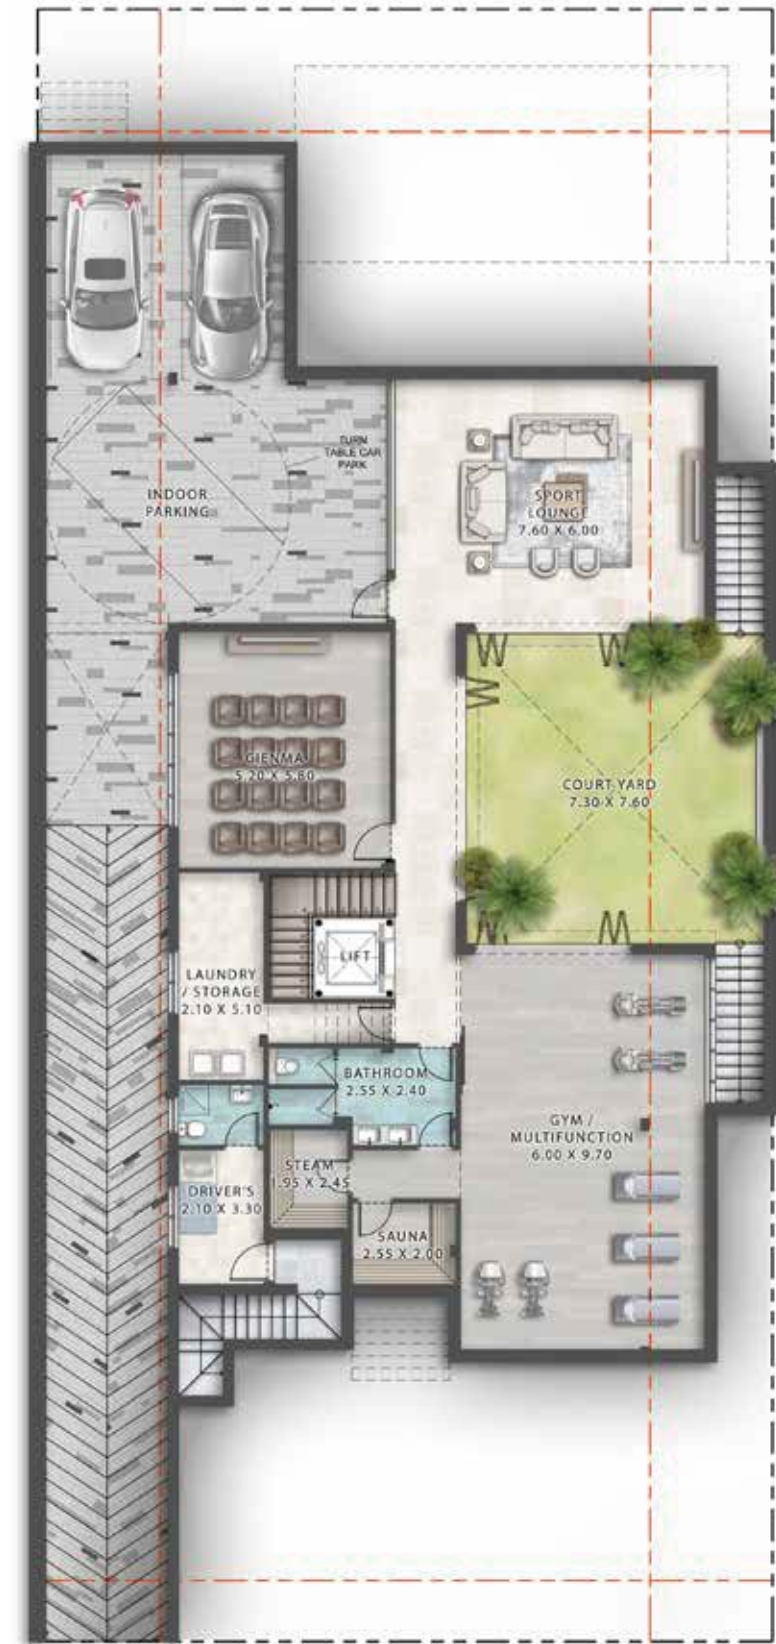 TURN
TABLE CAR
PARK
INDOOR
PARKING
SPORT
LOUNGE
7.60 X 6.00
GIENMA
5.20 X 5.80
COURT YARD
7.30 X 7.60
LIFT
LAUNDRY
/ STORAGE
2.10 X 5.10
BATHROOM
2.55 X 2.40
GYM /
MULTIFUNCTION
6.00 X 9.70
STEAM
1.95 X 2.45
DRIVER'S
2.10 X 3.30
SAUNA
2.55 X 2.00